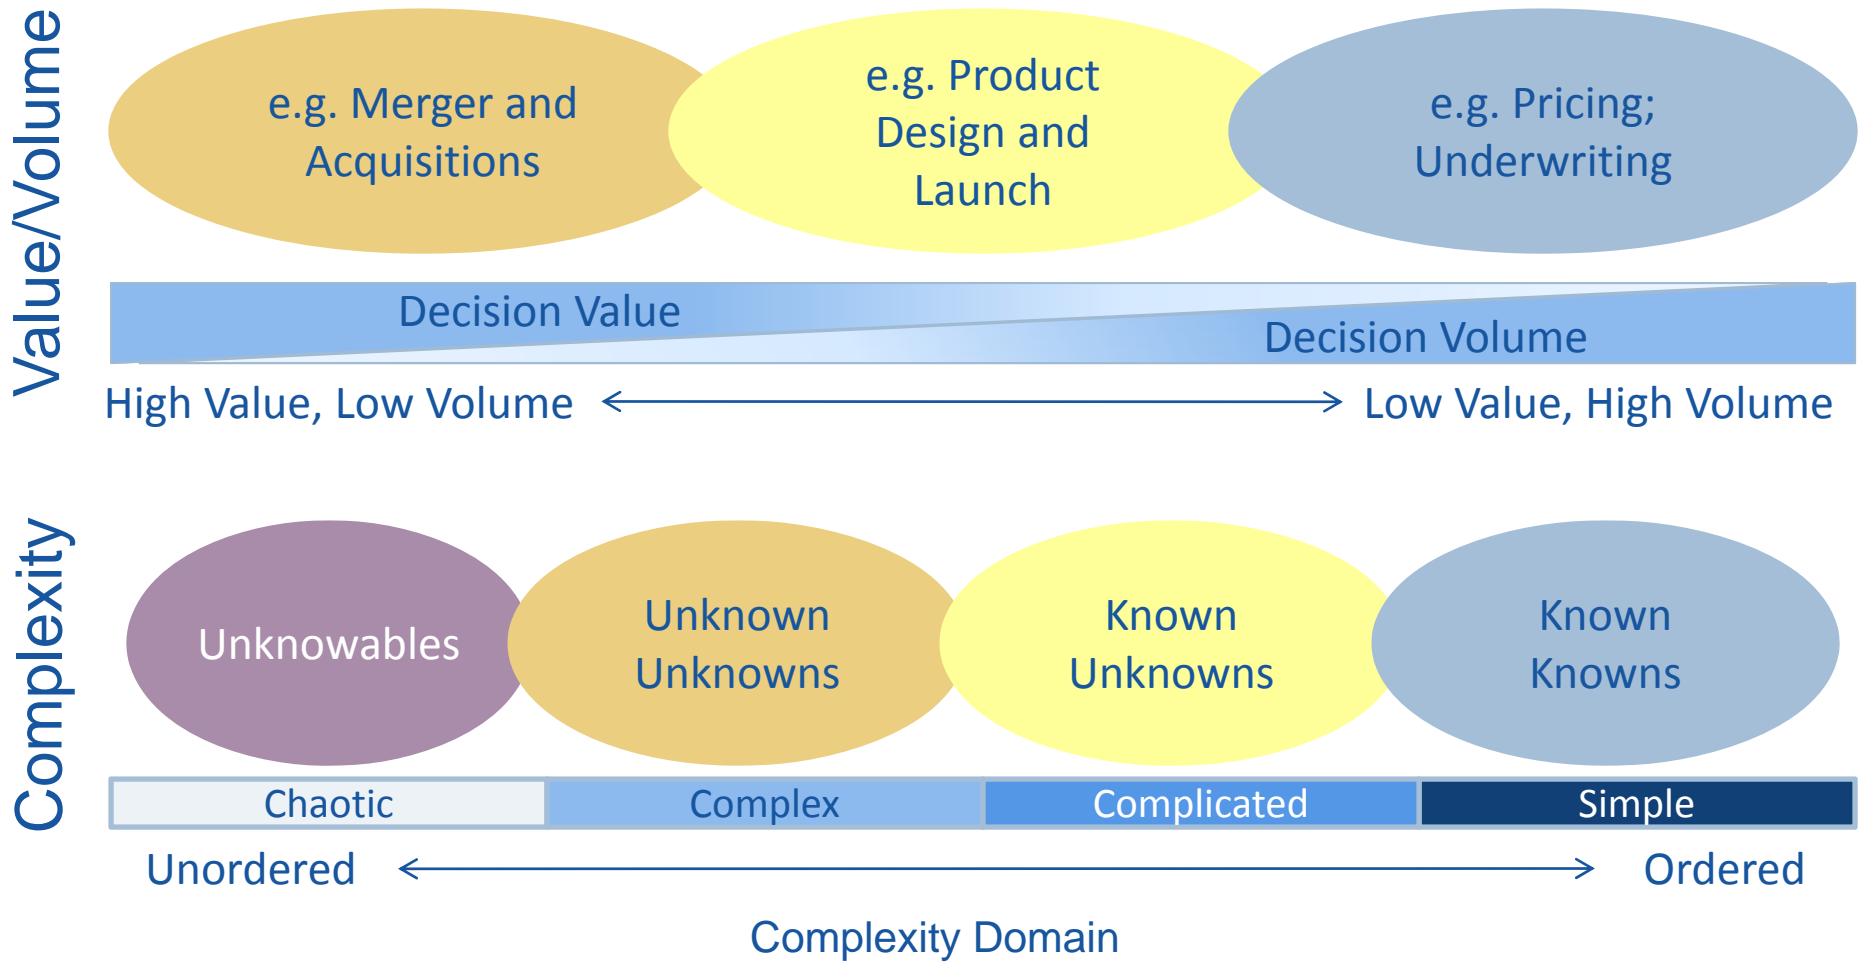 Value/Volume
e.g. Merger and
Acquisitions
e.g. Product
Design and
Launch
e.g. Pricing;
Underwriting
Decision Value
Decision Volume
High Value, Low Volume
Low Value, High Volume
Complexity
Unknowables
Unknown
Unknowns
Known
Unknowns
Known
Knowns
Chaotic
Complex
Complicated
Simple
Unordered
Ordered
Complexity Domain